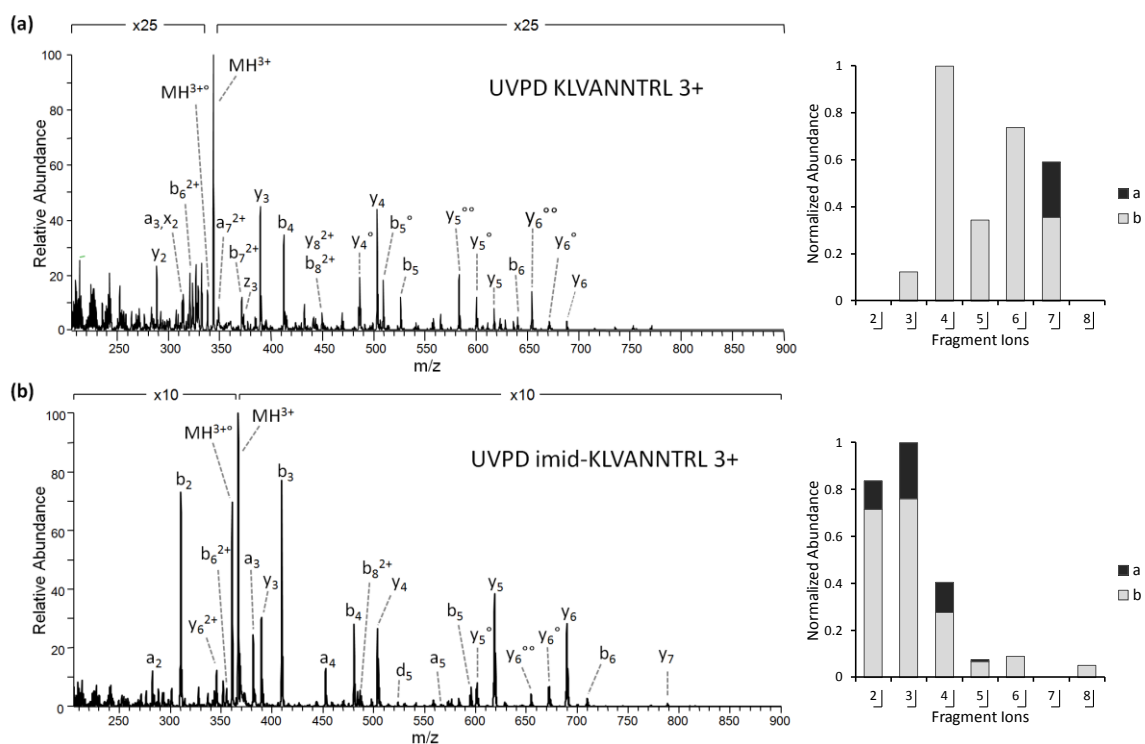 (a)
x25
x25
UVPD KLVANNTRL 3+
Relative Abundance
100
80
60
40
20
0
MH³⁺
MH³⁺°
b₆²⁺
a₃,x₂
y₂
a₇²⁺
b₇²⁺
z₃
y₃
b₄
y₈²⁺
b₈²⁺
y₄°
y₄
b₅°
b₅
y₅°°
y₅°
y₅
y₆°°
b₆
y₆°
y₆
250 300 350 400 450 500 550 600 650 700 750 800 850 900
m/z
Normalized Abundance
1
0.8
0.6
0.4
0.2
0
a
b
2 3 4 5 6 7 8
Fragment Ions
(b)
x10
x10
UVPD imid-KLVANNTRL 3+
Relative Abundance
100
80
60
40
20
0
MH³⁺
MH³⁺°
b₂
b₃
b₆²⁺
a₃
y₃
y₆²⁺
a₂
a₄
b₄
b₈²⁺
y₄
d₅
a₅
b₅
y₅°
y₅
y₆°°
y₆°
y₆
b₆
y₇
200 250 300 350 400 450 500 550 600 650 700 750 800 850 900
m/z
Normalized Abundance
1
0.8
0.6
0.4
0.2
0
a
b
2 3 4 5 6 7 8
Fragment Ions